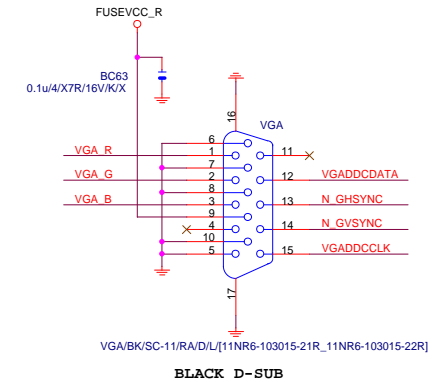 FUSEVCC_R
BC63
0.1u/4/X7R/16V/K/X
16
VGA
6
VGA_R
1
11
7
VGA_G
2
12
VGADDCDATA
8
VGA_B
3
13
N_GHSYNC
9
4
14
N_GVSYNC
10
5
15
VGADDCCLK
17
VGA/BK/SC-11/RA/D/L/[11NR6-103015-21R_11NR6-103015-22R]
BLACK D-SUB